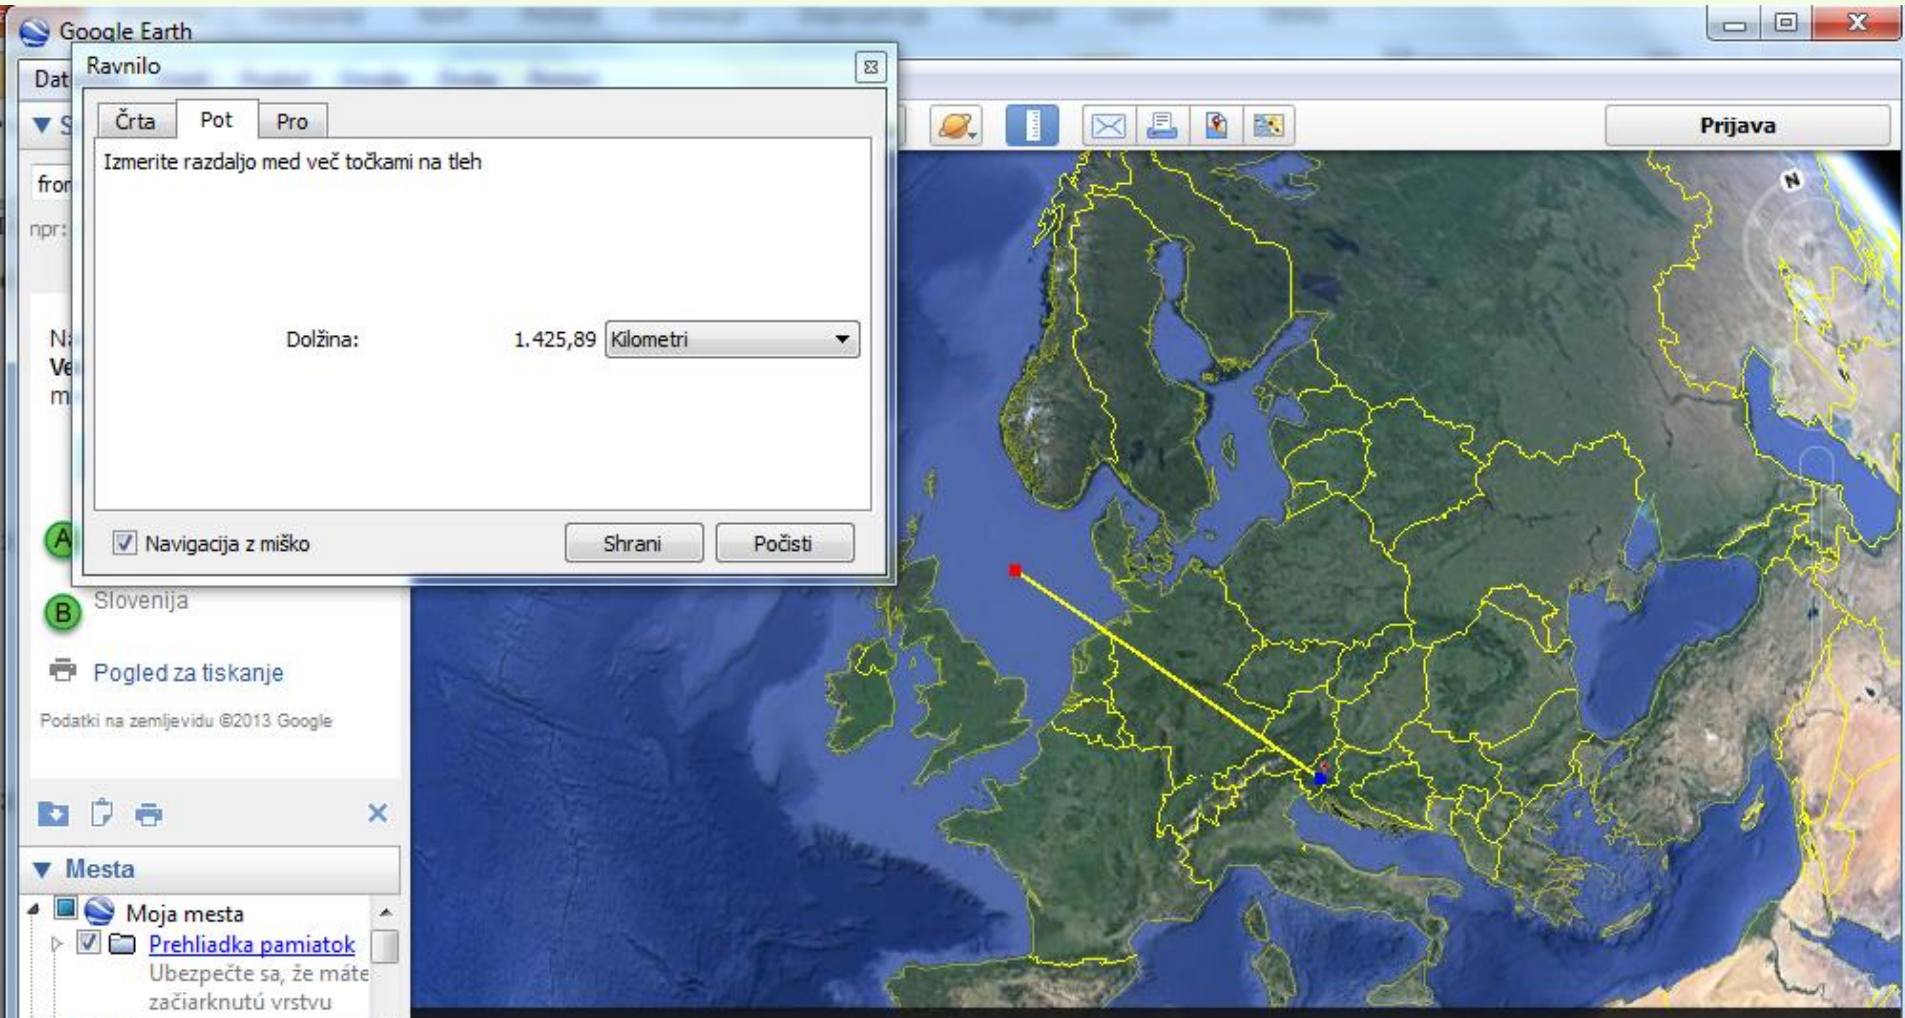 Google Earth
Ravnilo
Dat
Črta Pot Pro
Prijava
Izmerite razdaljo med več točkami na tleh
fron
npr:
N
Dolžina: 1.425,89 Kilometri
Ve
m
A
Navigacija z miško Shrani Počisti
B
Slovenija
Pogled za tiskanje
Podatki na zemljevidu ©2013 Google
Mesta
Moja mesta
Prehliadka pamiatok
Ubezpečte sa, že máte
začiarknutú vrstvu